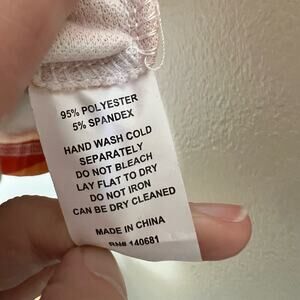 95% POLYESTER
5% SPANDEX
HAND WASH COLD
SEPARATELY
DO NOT BLEACH
LAY FLAT TO DRY
DO NOT IRON
CAN BE DRY CLEANED
MADE IN CHINA
RN# 140681